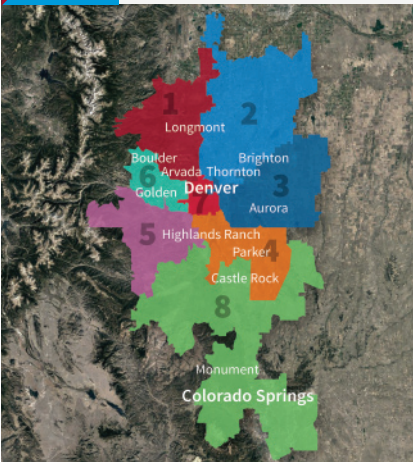 1
2
Longmont
Boulder
Brighton
Arvada Thornton
6
3
Golden
Denver
7
Aurora
5
Highlands Ranch
4
Parker
Castle Rock
8
Monument
Colorado Springs